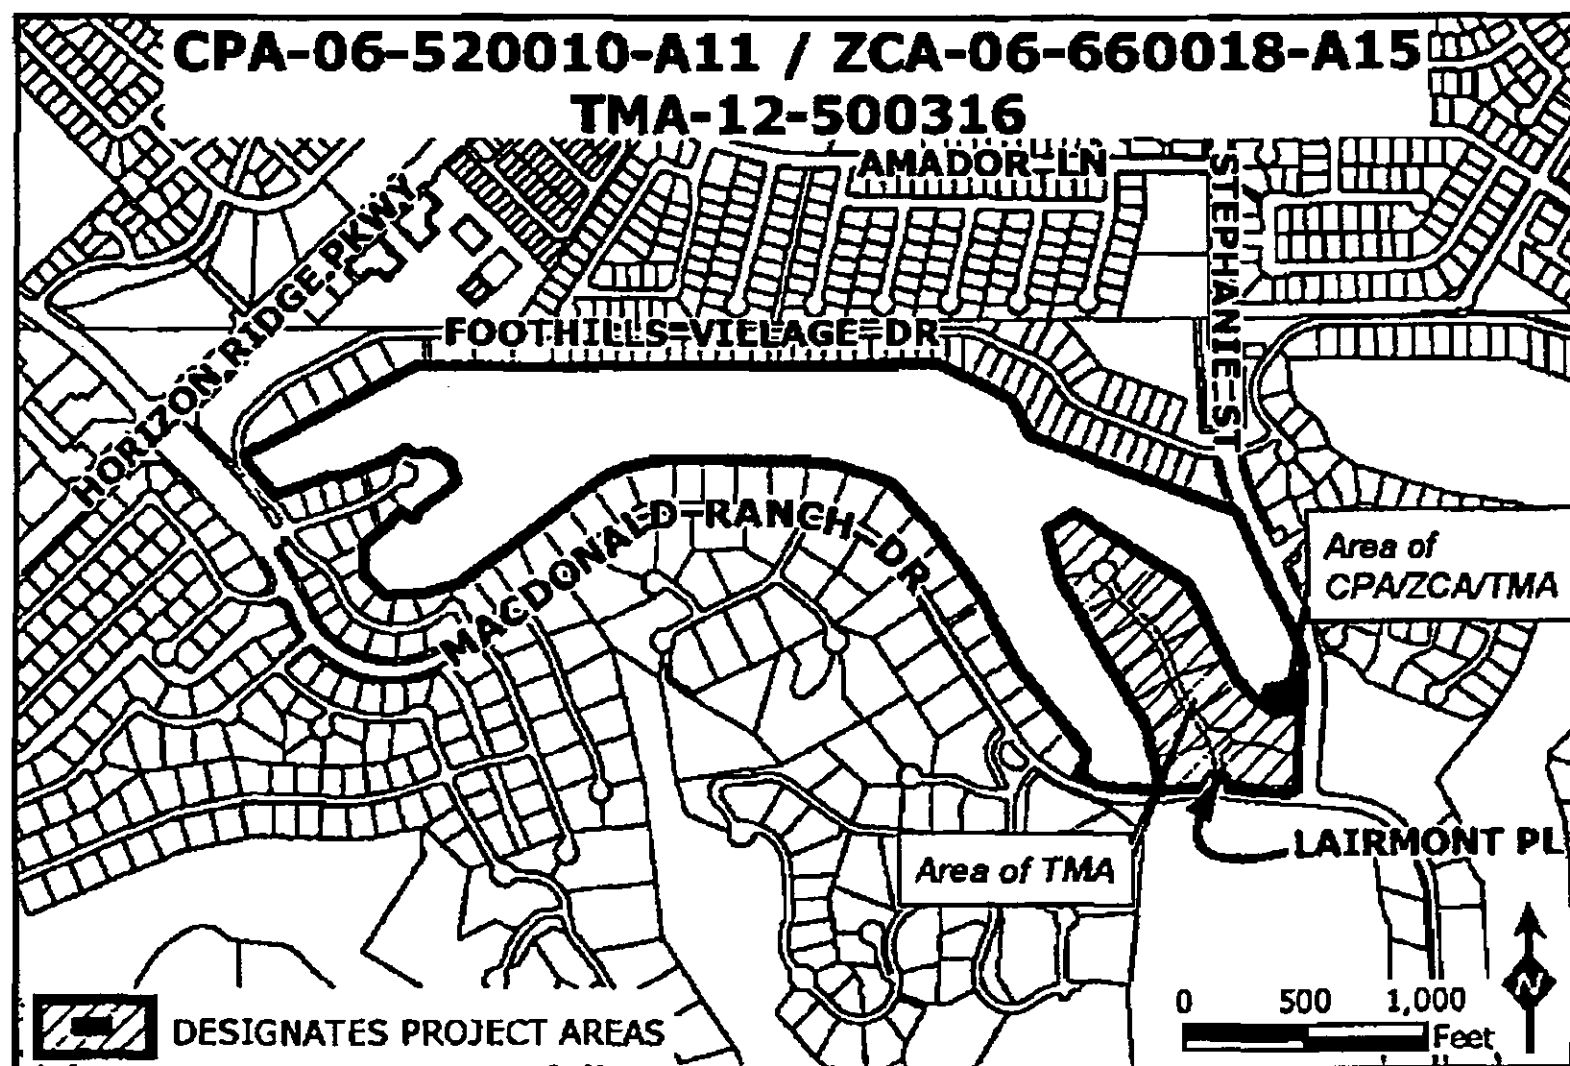 CPA-06-520010-A11 / ZCA-06-660018-A15
TMA-12-500316
AMADOR LN
STEPHANIE ST
HORIZON RIDGE PKWY
FOOTHILLS VILLAGE DR
MACDONALD RANCH DR
Area of
CPA/ZCA/TMA
LAIRMONT PL
Area of TMA
N
0 500 1,000
Feet
DESIGNATES PROJECT AREAS